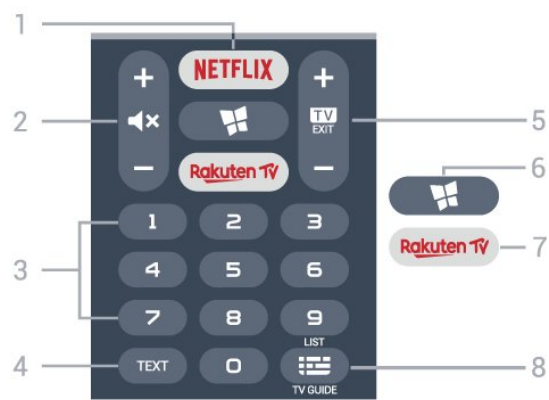 1
NETFLIX
+ +
2 TV EXIT 5
6
- Rakuten TV -
1 2 3
Rakuten TV 7
3 4 5 6
7 8 9
LIST
4 TEXT 0 8
TV GUIDE